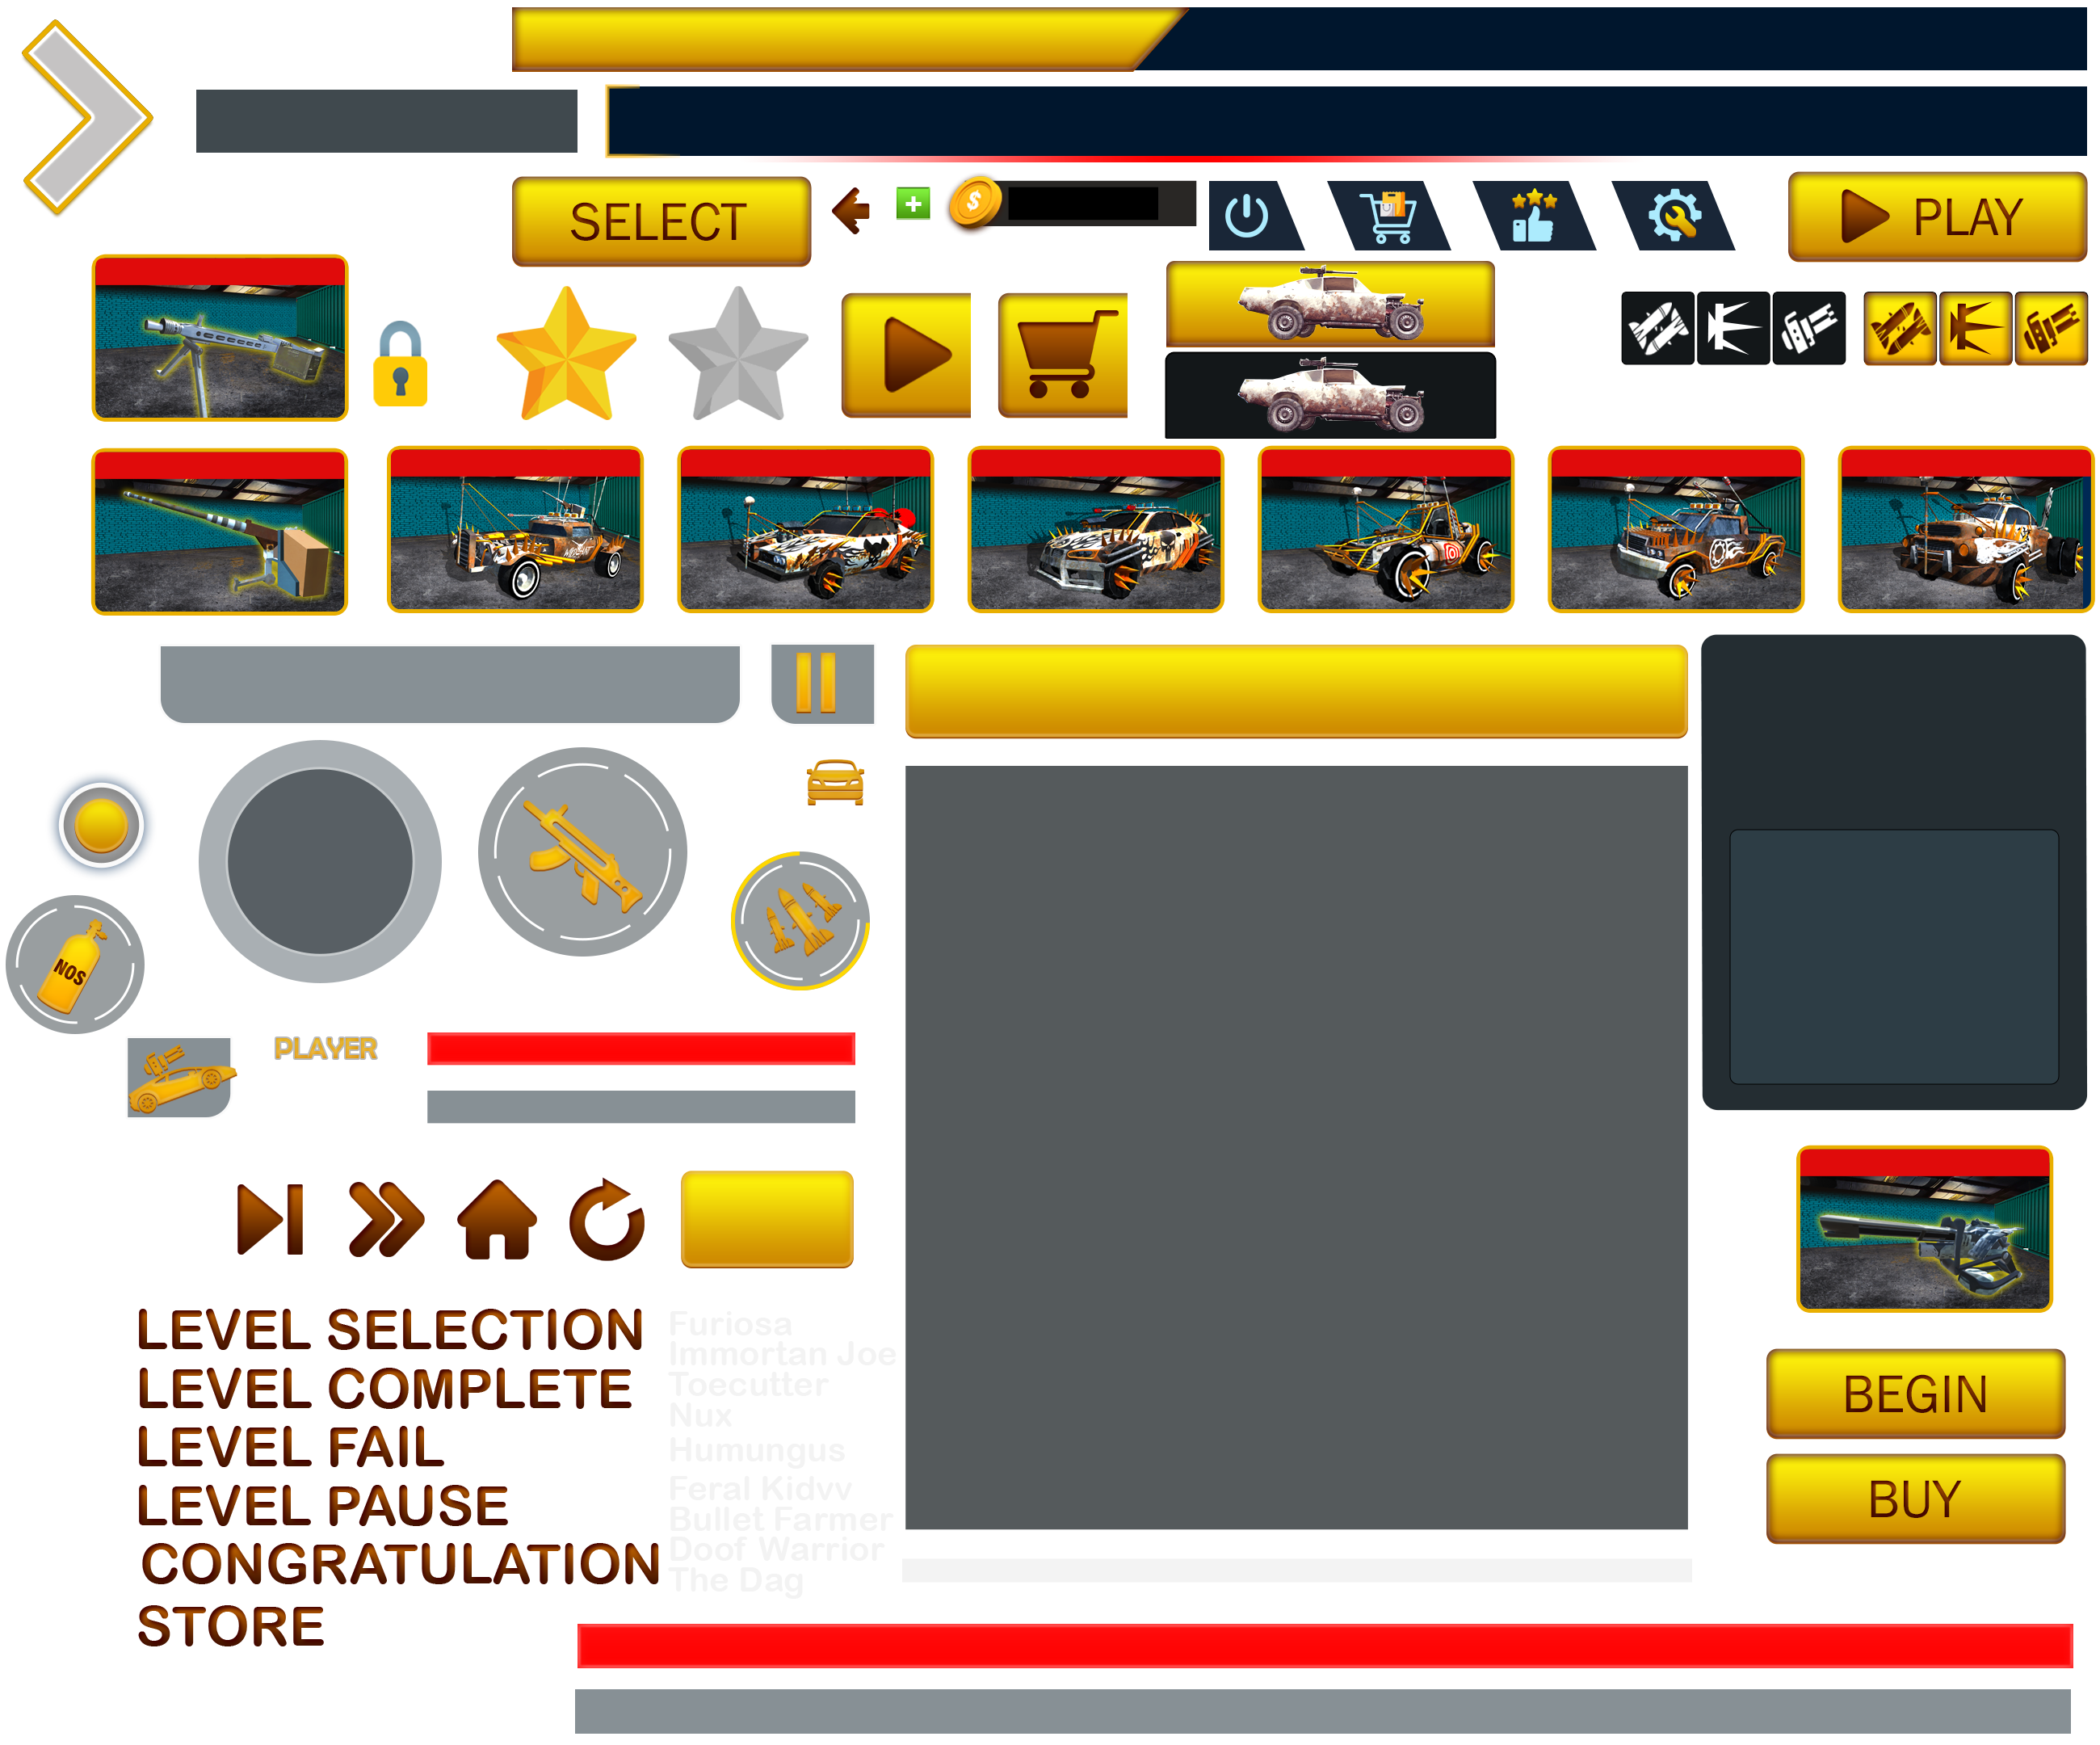 SELECT
$
PLAY
NOS
PLAYER
LEVEL SELECTION
LEVEL COMPLETE
LEVEL FAIL
LEVEL PAUSE
CONGRATULATION
STORE
Furiosa
Immortan Joe
Toecutter
Nux
Humungus
Feral Kidvv
Bullet Farmer
Doof Warrior
The Dag
BEGIN
BUY